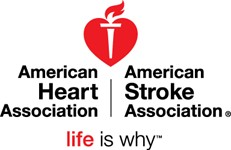 American American
Heart Stroke
Association Association®
life is why™